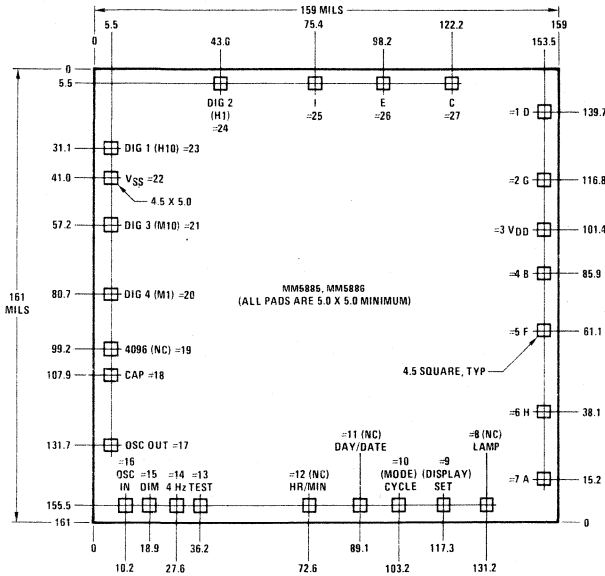 159 MILS
5.5 75.4 122.2 159
0 43.6 98.2 153.5
0
5.5
DIG 2 I E C
(H1) =25 =26 =27
=24
=1 D 139.7
31.1 DIG 1 (H10) =23
41.0 VSS =22
4.5 X 5.0
=2 G 116.8
57.2 DIG 3 (M10) =21
=3 VDD 101.4
=4 B 85.9
80.7 DIG 4 (M1) =20
MM5885, MM5886
(ALL PADS ARE 5.0 X 5.0 MINIMUM)
161
MILS
=5 F 61.1
99.2 4096 (NC) =19
107.9 CAP =18
4.5 SQUARE, TYP
=6 H 38.1
131.7 OSC OUT =17
=11 (NC) =8 (NC)
DAY/DATE LAMP
=16 =10 =9
OSC =15 =14 =13 =12 (NC) (MODE) (DISPLAY)
IN DIM 4 Hz TEST HR/MIN CYCLE SET
=7 A 15.2
155.5
161 0
0 18.9 36.2 89.1 117.3
10.2 27.6 72.6 103.2 131.2